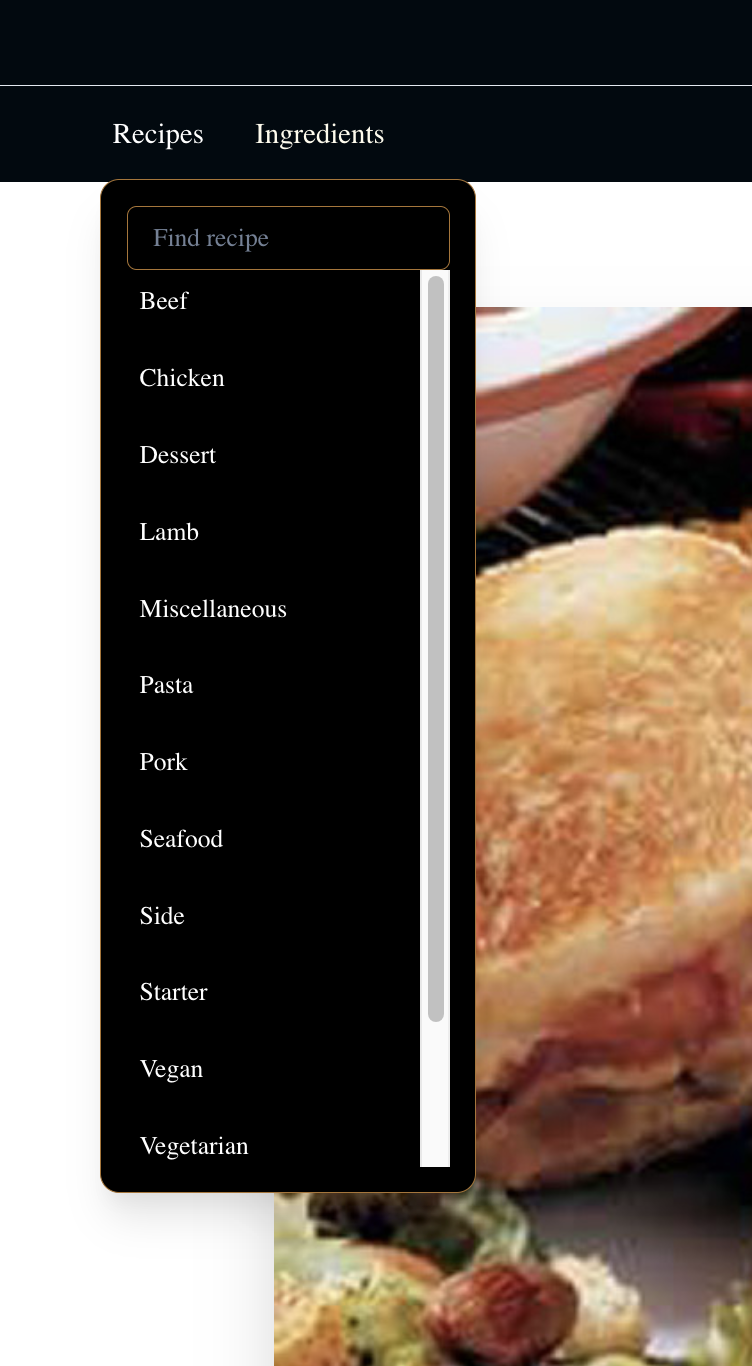 Recipes Ingredients
Find recipe
Beef
Chicken
Dessert
Lamb
Miscellaneous
Pasta
Pork
Seafood
Side
Starter
Vegan
Vegetarian